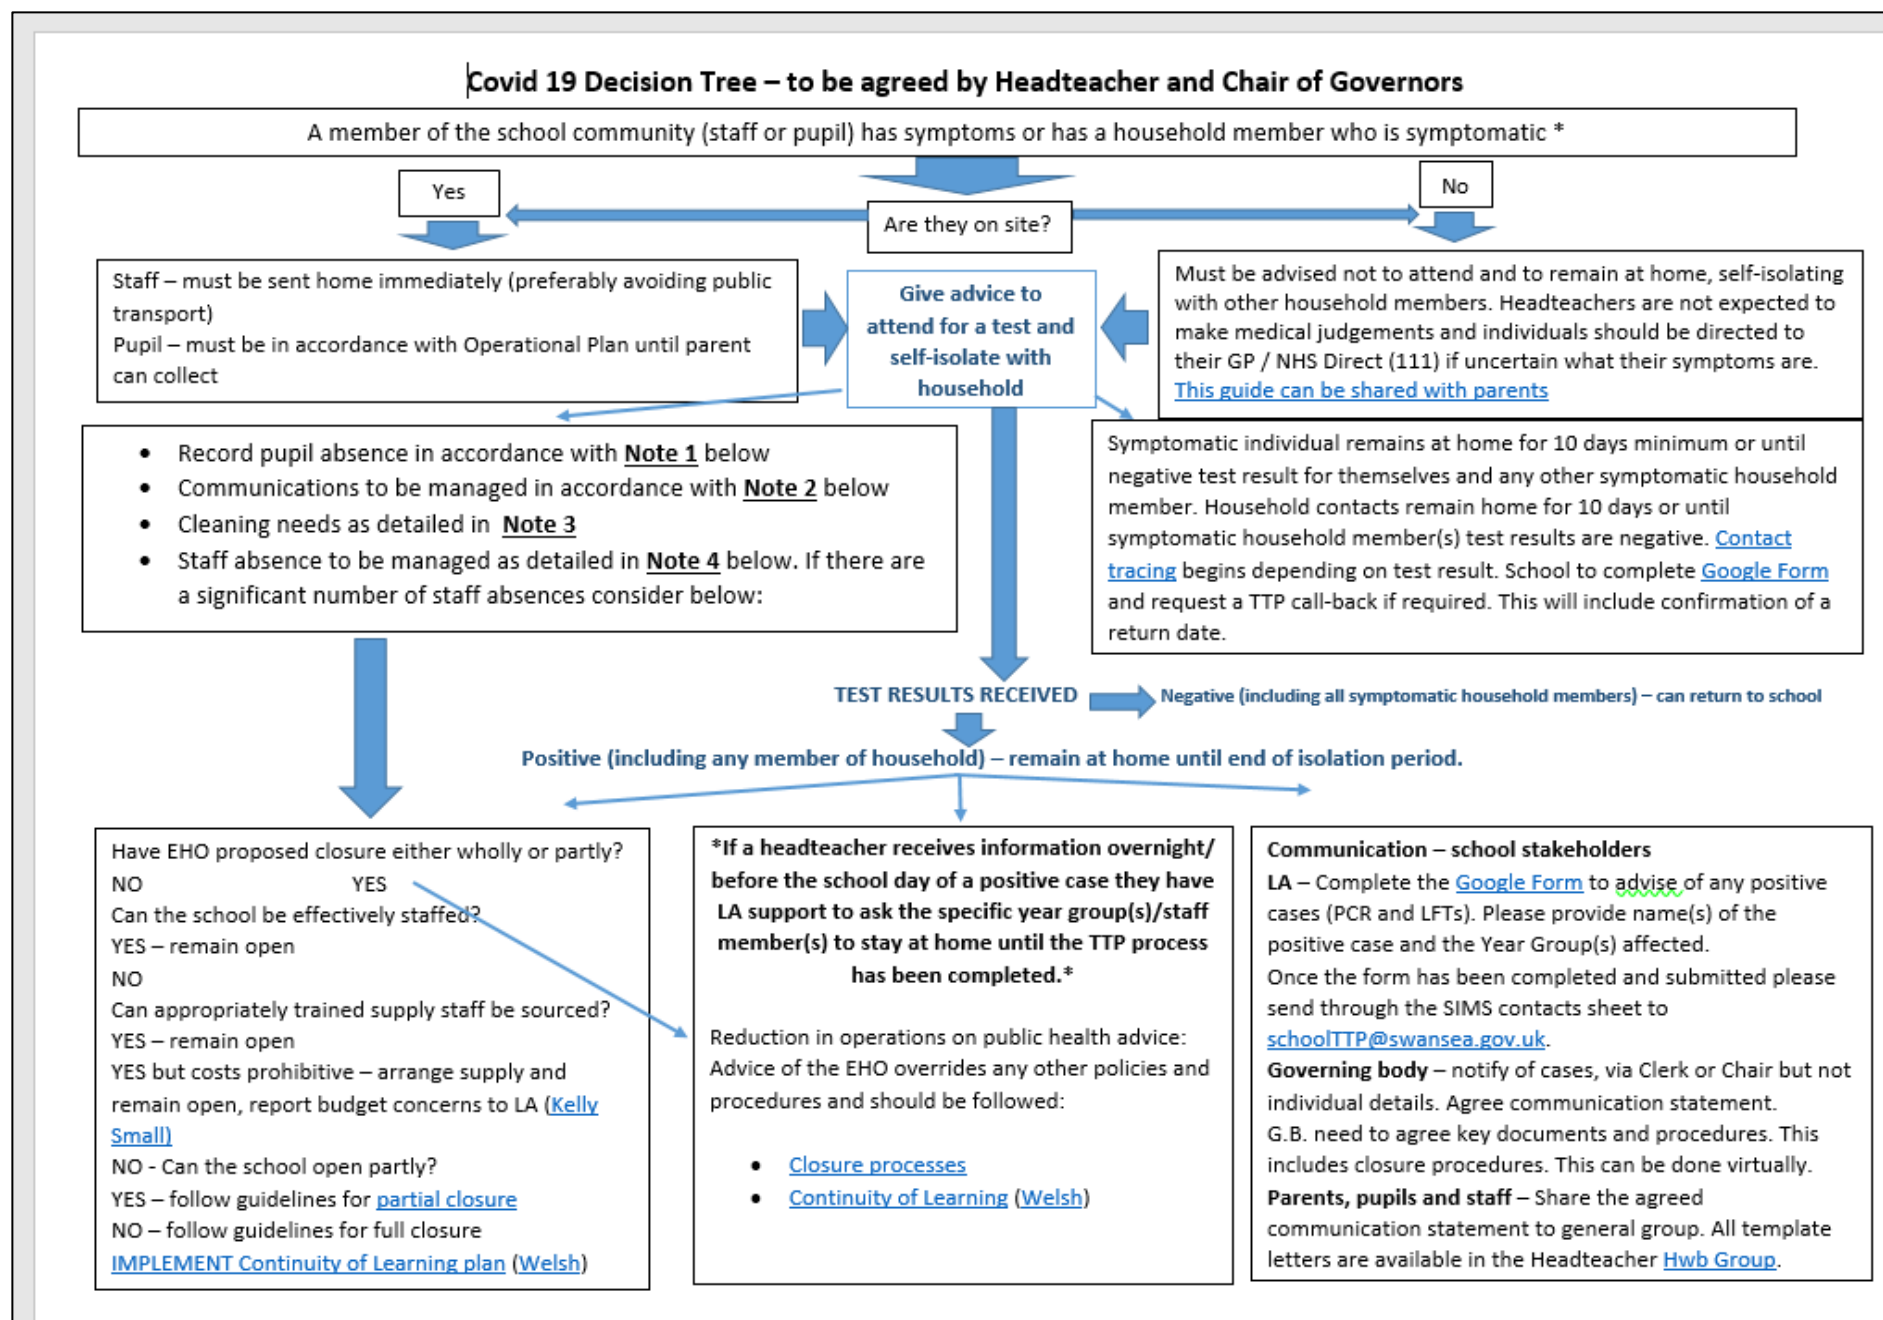 Covid 19 Decision Tree – to be agreed by Headteacher and Chair of Governors
A member of the school community (staff or pupil) has symptoms or has a household member who is symptomatic *
Yes
No
Are they on site?
Staff – must be sent home immediately (preferably avoiding public
transport)
Pupil – must be in accordance with Operational Plan until parent
can collect
Give advice to
attend for a test and
self-isolate with
household
Must be advised not to attend and to remain at home, self-isolating
with other household members. Headteachers are not expected to
make medical judgements and individuals should be directed to
their GP / NHS Direct (111) if uncertain what their symptoms are.
This guide can be shared with parents
• Record pupil absence in accordance with Note 1 below
• Communications to be managed in accordance with Note 2 below
• Cleaning needs as detailed in Note 3
• Staff absence to be managed as detailed in Note 4 below. If there are
a significant number of staff absences consider below:
Symptomatic individual remains at home for 10 days minimum or until
negative test result for themselves and any other symptomatic household
member. Household contacts remain home for 10 days or until
symptomatic household member(s) test results are negative. Contact
tracing begins depending on test result. School to complete Google Form
and request a TTP call-back if required. This will include confirmation of a
return date.
TEST RESULTS RECEIVED
Negative (including all symptomatic household members) – can return to school
Positive (including any member of household) – remain at home until end of isolation period.
Have EHO proposed closure either wholly or partly?
NO YES
Can the school be effectively staffed?
YES – remain open
NO
Can appropriately trained supply staff be sourced?
YES – remain open
YES but costs prohibitive – arrange supply and
remain open, report budget concerns to LA (Kelly
Small)
NO - Can the school open partly?
YES – follow guidelines for partial closure
NO – follow guidelines for full closure
IMPLEMENT Continuity of Learning plan (Welsh)
*If a headteacher receives information overnight/
before the school day of a positive case they have
LA support to ask the specific year group(s)/staff
member(s) to stay at home until the TTP process
has been completed.*
Reduction in operations on public health advice:
Advice of the EHO overrides any other policies and
procedures and should be followed:
• Closure processes
• Continuity of Learning (Welsh)
Communication – school stakeholders
LA – Complete the Google Form to advise of any positive
cases (PCR and LFTs). Please provide name(s) of the
positive case and the Year Group(s) affected.
Once the form has been completed and submitted please
send through the SIMS contacts sheet to
schoolTTP@swansea.gov.uk.
Governing body – notify of cases, via Clerk or Chair but not
individual details. Agree communication statement.
G.B. need to agree key documents and procedures. This
includes closure procedures. This can be done virtually.
Parents, pupils and staff – Share the agreed
communication statement to general group. All template
letters are available in the Headteacher Hwb Group.